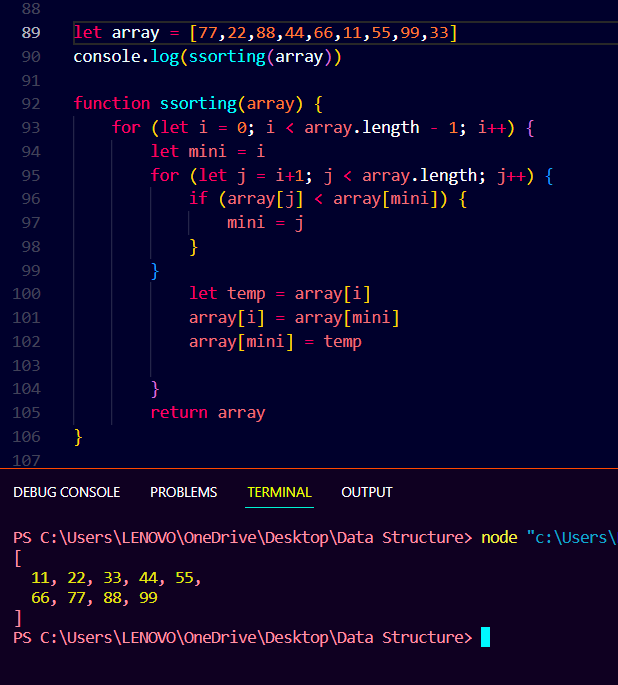 88
89 let array = [77,22,88,44,66,11,55,99,33]
90 console.log(ssorting(array))
91
92 function ssorting(array) {
93     for (let i = 0; i < array.length - 1; i++) {
94         let mini = i
95         for (let j = i+1; j < array.length; j++) {
96             if (array[j] < array[mini]) {
97                 mini = j
98             }
99         }
100             let temp = array[i]
101             array[i] = array[mini]
102             array[mini] = temp
103
104         }
105         return array
106 }
107
DEBUG CONSOLE PROBLEMS TERMINAL OUTPUT
PS C:\Users\LENOVO\OneDrive\Desktop\Data Structure> node "c:\Users\
[
  11, 22, 33, 44, 55,
  66, 77, 88, 99
]
PS C:\Users\LENOVO\OneDrive\Desktop\Data Structure>